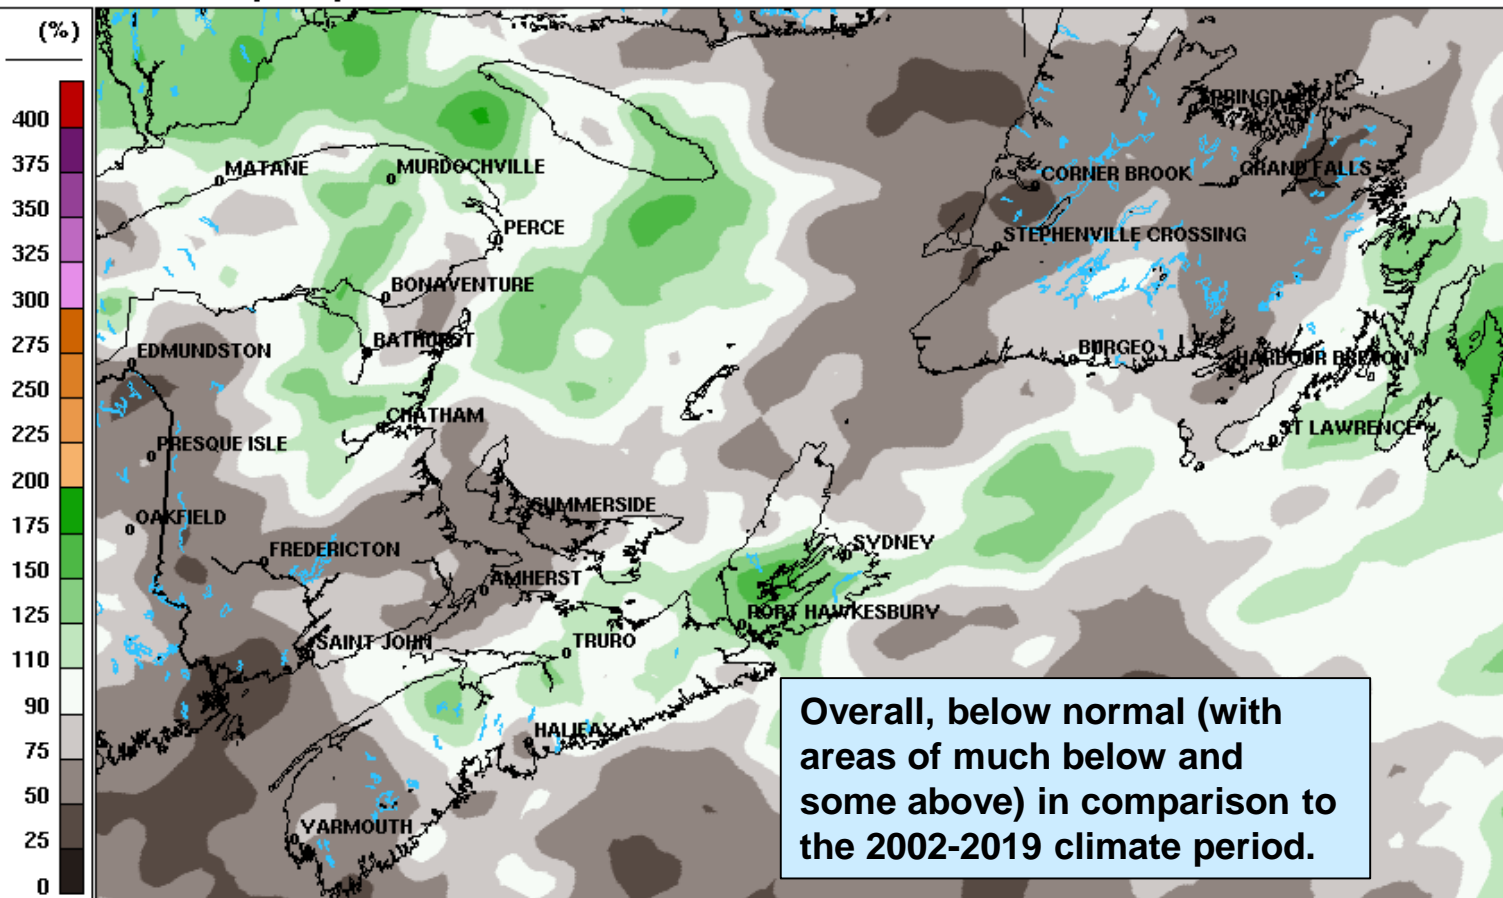 (%)
400
375
350
325
300
275
250
225
200
175
150
125
110
90
75
50
25
0
SPRINGDALE
MATANE
MURDOCHVILLE
CORNER BROOK
GRAND FALLS
PERCE
STEPHENVILLE CROSSING
BONAVENTURE
BATHURST
EDMUNDSTON
BURGEO
HARBOUR BRETON
CHATHAM
ST LAWRENCE
PRESQUE ISLE
SUMMERSIDE
OAKFIELD
FREDERICTON
SYDNEY
AMHERST
PORT HAWKESBURY
SAINT JOHN
TRURO
HALIFAX
YARMOUTH
Overall, below normal (with
areas of much below and
some above) in comparison to
the 2002-2019 climate period.